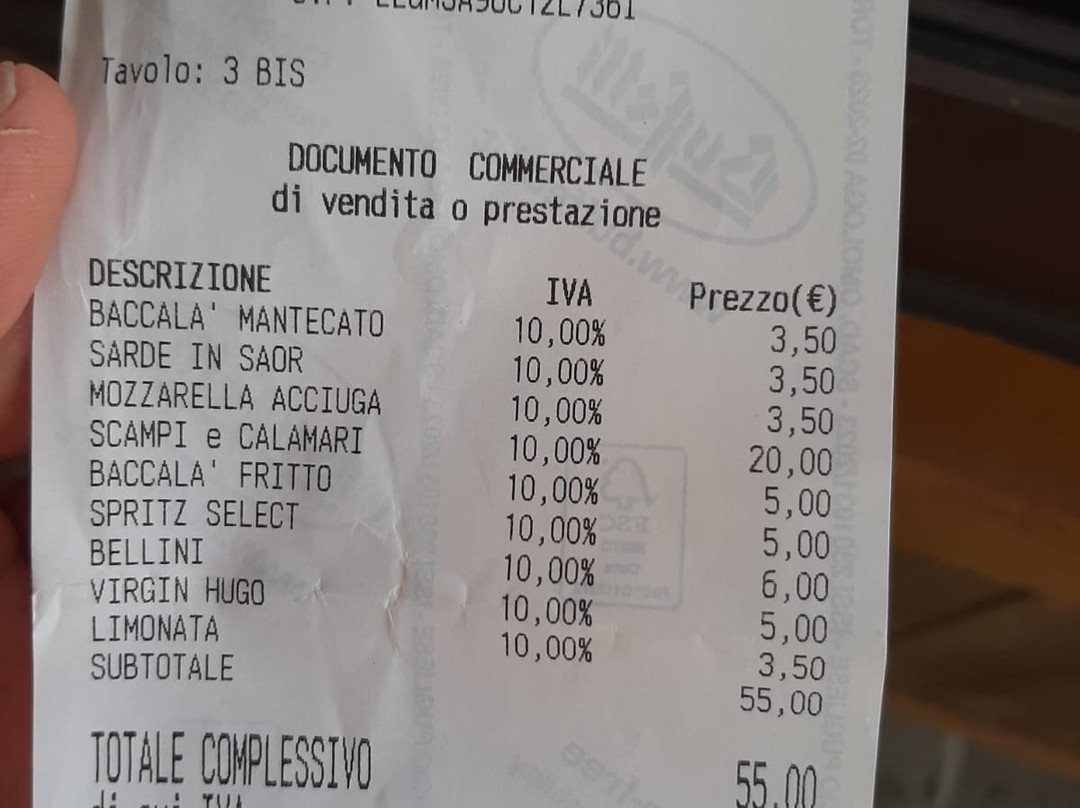 Tavolo: 3 BIS
DOCUMENTO COMMERCIALE
di vendita o prestazione
DESCRIZIONE IVA Prezzo(€)
BACCALA' MANTECATO 10,00% 3,50
SARDE IN SAOR 10,00% 3,50
MOZZARELLA ACCIUGA 10,00% 3,50
SCAMPI e CALAMARI 10,00% 20,00
BACCALA' FRITTO 10,00% 5,00
SPRITZ SELECT 10,00% 5,00
BELLINI 10,00% 6,00
VIRGIN HUGO 10,00% 5,00
LIMONATA 10,00% 3,50
SUBTOTALE 55,00
TOTALE COMPLESSIVO 55,00
di cui IVA